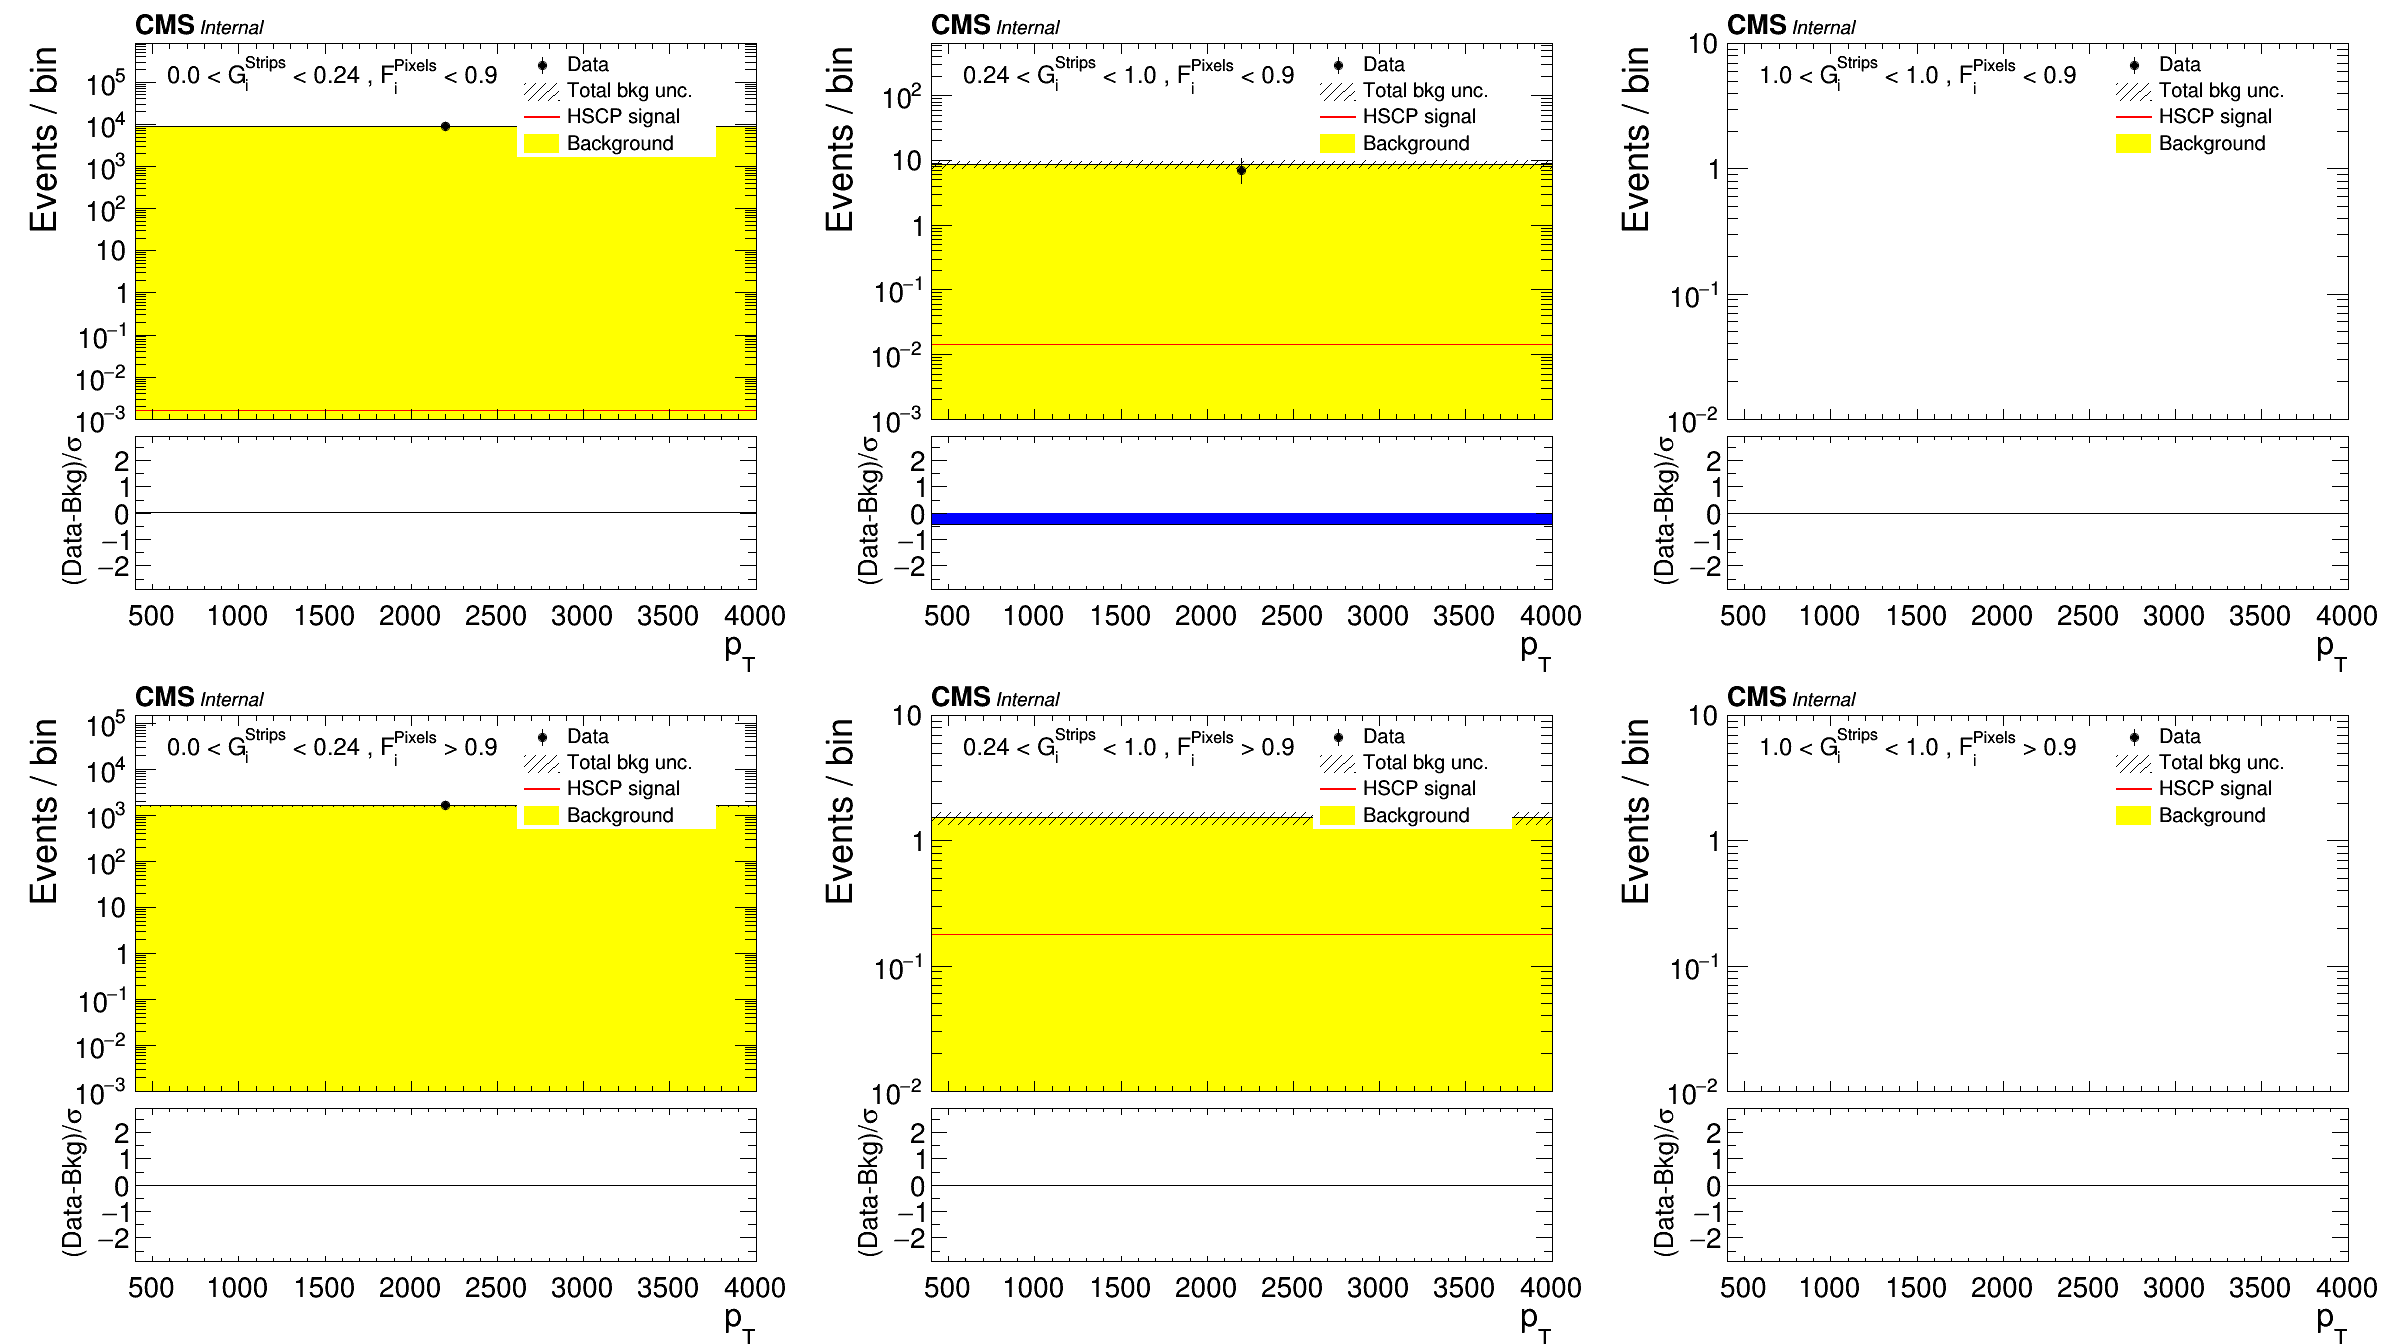 CMS Internal
Events / bin
0.0 < G_i^Strips < 0.24 , F_i^Pixels < 0.9
Data
Total bkg unc.
HSCP signal
Background
10^5
10^4
10^3
10^2
10
1
10^−1
10^−2
10^−3
(Data-Bkg)/σ
2
1
0
−1
−2
500 1000 1500 2000 2500 3000 3500 4000
p_T
CMS Internal
Events / bin
0.24 < G_i^Strips < 1.0 , F_i^Pixels < 0.9
Data
Total bkg unc.
HSCP signal
Background
10^2
10
1
10^−1
10^−2
10^−3
(Data-Bkg)/σ
2
1
0
−1
−2
500 1000 1500 2000 2500 3000 3500 4000
p_T
CMS Internal
Events / bin
1.0 < G_i^Strips < 1.0 , F_i^Pixels < 0.9
Data
Total bkg unc.
HSCP signal
Background
10
1
10^−1
10^−2
(Data-Bkg)/σ
2
1
0
−1
−2
500 1000 1500 2000 2500 3000 3500 4000
p_T
CMS Internal
Events / bin
0.0 < G_i^Strips < 0.24 , F_i^Pixels > 0.9
Data
Total bkg unc.
HSCP signal
Background
10^5
10^4
10^3
10^2
10
1
10^−1
10^−2
10^−3
(Data-Bkg)/σ
2
1
0
−1
−2
500 1000 1500 2000 2500 3000 3500 4000
p_T
CMS Internal
Events / bin
0.24 < G_i^Strips < 1.0 , F_i^Pixels > 0.9
Data
Total bkg unc.
HSCP signal
Background
10
1
10^−1
10^−2
(Data-Bkg)/σ
2
1
0
−1
−2
500 1000 1500 2000 2500 3000 3500 4000
p_T
CMS Internal
Events / bin
1.0 < G_i^Strips < 1.0 , F_i^Pixels > 0.9
Data
Total bkg unc.
HSCP signal
Background
10
1
10^−1
10^−2
(Data-Bkg)/σ
2
1
0
−1
−2
500 1000 1500 2000 2500 3000 3500 4000
p_T